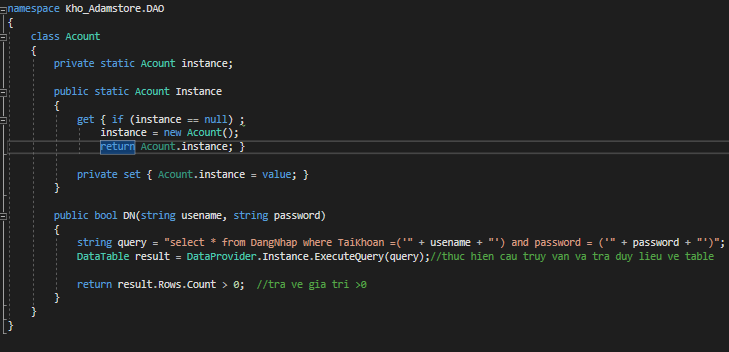 namespace Kho_Adamstore.DAO
{
class Acount
{
private static Acount instance;
public static Acount Instance
{
get { if (instance == null) ;
instance = new Acount();
return Acount.instance; }
private set { Acount.instance = value; }
}
public bool DN(string usename, string password)
{
string query = "select * from DangNhap where TaiKhoan =('" + usename + "') and password = ('" + password + "')";
DataTable result = DataProvider.Instance.ExecuteQuery(query);//thuc hien cau truy van va tra duy lieu ve table
return result.Rows.Count > 0;  //tra ve gia tri >0
}
}
}